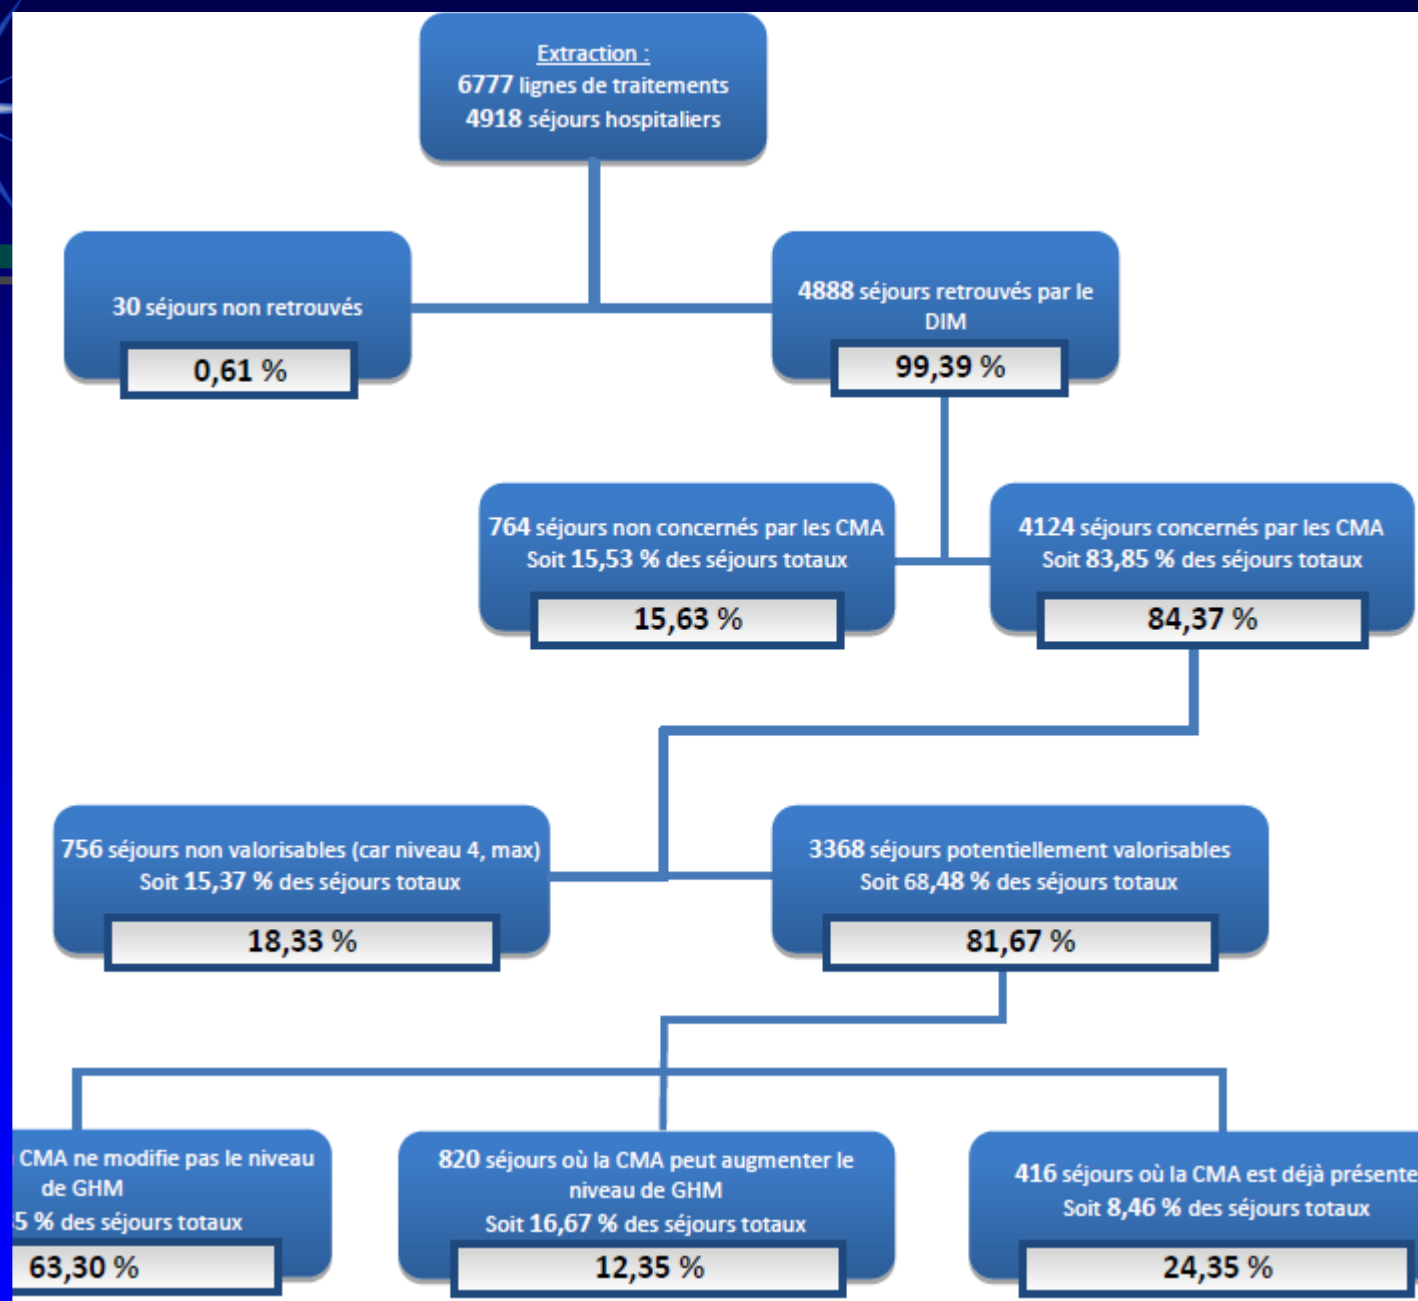 Extraction :
6777 lignes de traitements
4918 séjours hospitaliers
30 séjours non retrouvés
0,61 %
4888 séjours retrouvés par le
DIM
99,39 %
764 séjours non concernés par les CMA
Soit 15,53 % des séjours totaux
15,63 %
4124 séjours concernés par les CMA
Soit 83,85 % des séjours totaux
84,37 %
756 séjours non valorisables (car niveau 4, max)
Soit 15,37 % des séjours totaux
18,33 %
3368 séjours potentiellement valorisables
Soit 68,48 % des séjours totaux
81,67 %
CMA ne modifie pas le niveau
de GHM
5 % des séjours totaux
63,30 %
820 séjours où la CMA peut augmenter le
niveau de GHM
Soit 16,67 % des séjours totaux
12,35 %
416 séjours où la CMA est déjà présente
Soit 8,46 % des séjours totaux
24,35 %